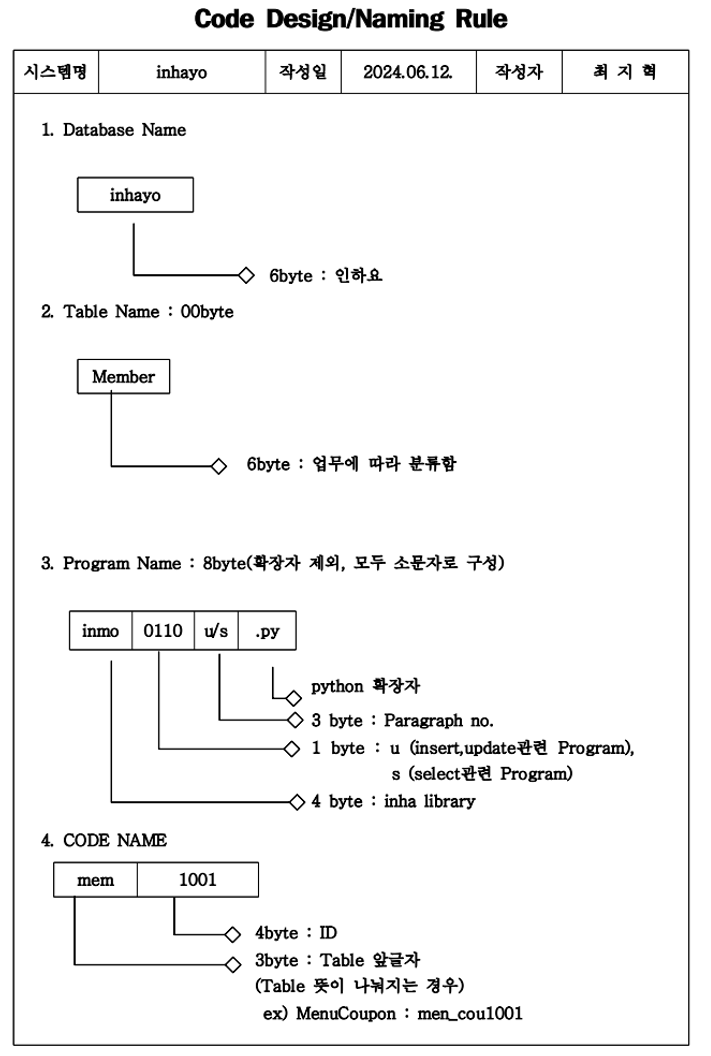 Code Design/Naming Rule
시스템명 inhayo 작성일 2024.06.12. 작성자 최 지 혁
1. Database Name
inhayo
6byte : 인하요
2. Table Name : 00byte
Member
6byte : 업무에 따라 분류함
3. Program Name : 8byte(확장자 제외, 모두 소문자로 구성)
inmo 0110 u/s .py
python 확장자
3 byte : Paragraph no.
1 byte : u (insert,update관련 Program),
s (select관련 Program)
4 byte : inha library
4. CODE NAME
mem 1001
4byte : ID
3byte : Table 앞글자
(Table 뜻이 나눠지는 경우)
ex) MenuCoupon : men_cou1001